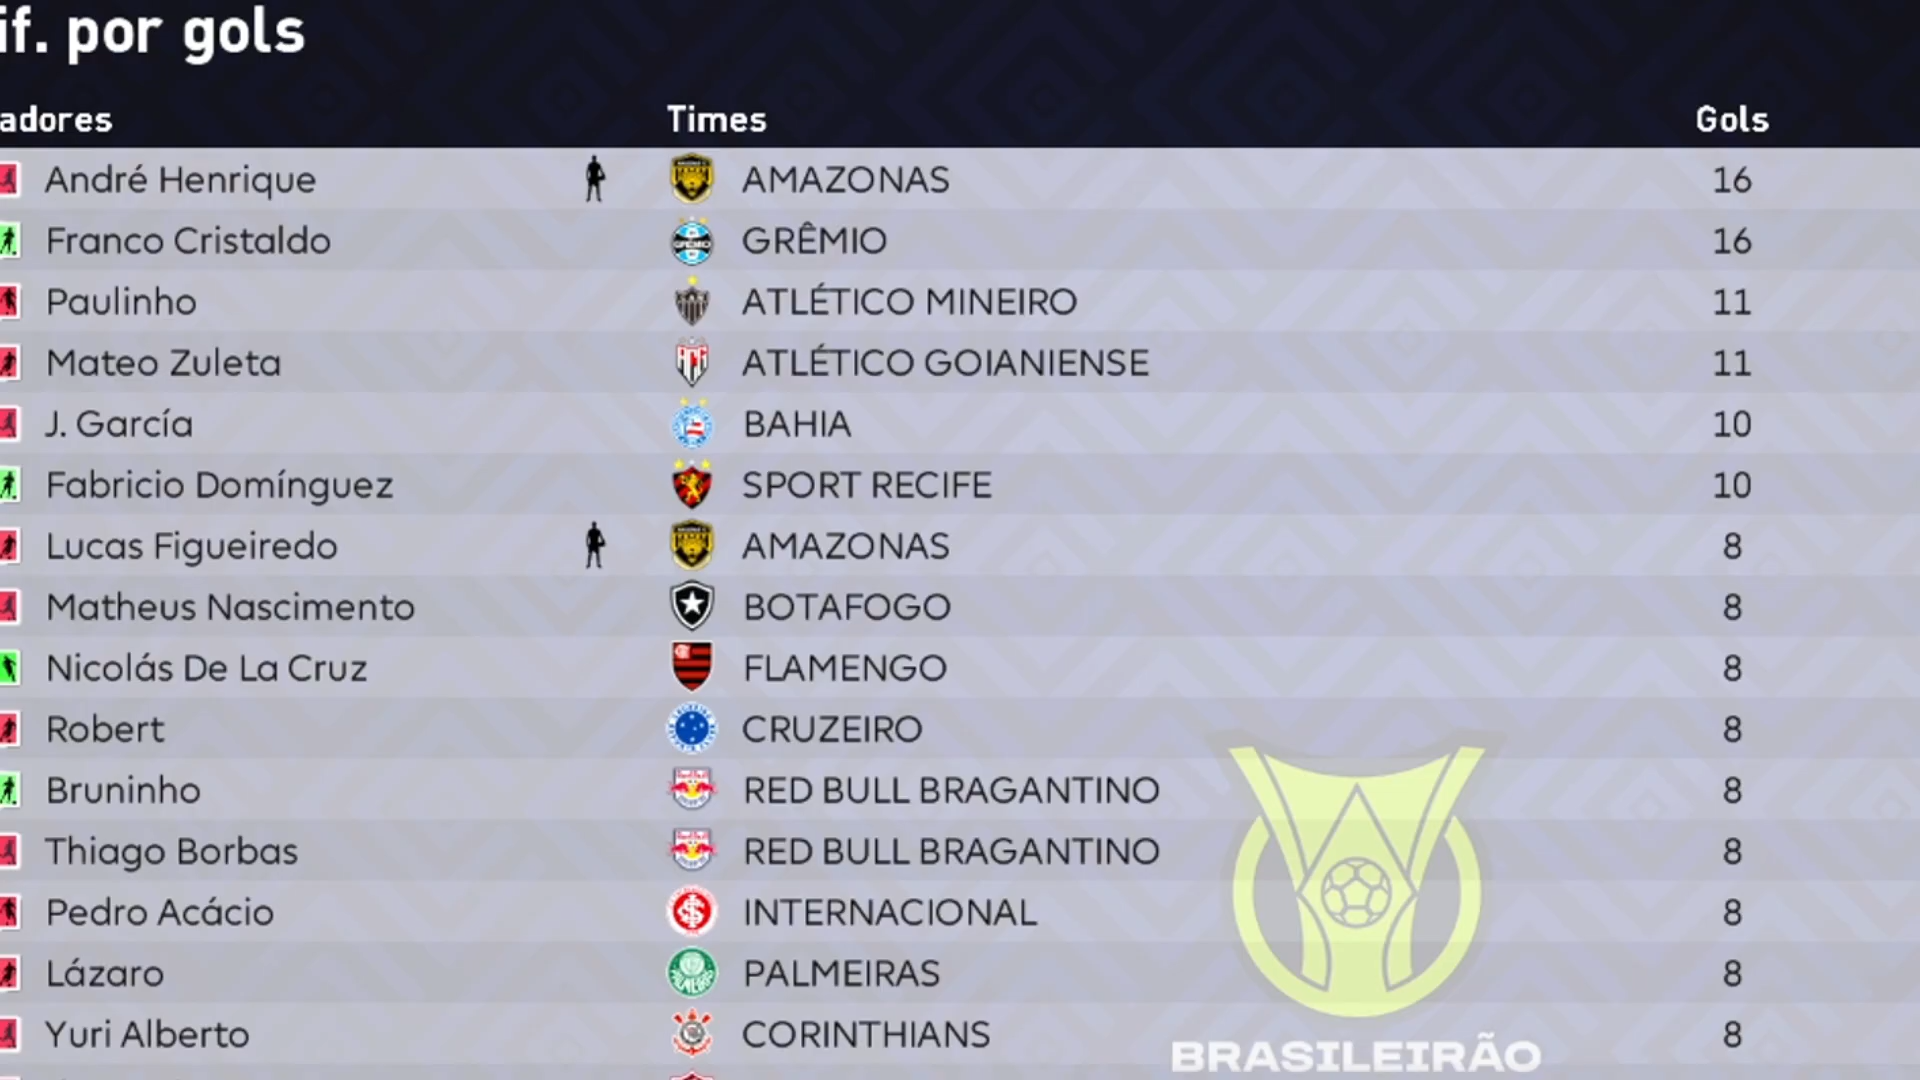 if. por gols
adores Times Gols
André Henrique AMAZONAS 16
Franco Cristaldo GRÊMIO 16
Paulinho ATLÉTICO MINEIRO 11
Mateo Zuleta ATLÉTICO GOIANIENSE 11
J. García BAHIA 10
Fabricio Domínguez SPORT RECIFE 10
Lucas Figueiredo AMAZONAS 8
Matheus Nascimento BOTAFOGO 8
Nicolás De La Cruz FLAMENGO 8
Robert CRUZEIRO 8
Bruninho RED BULL BRAGANTINO 8
Thiago Borbas RED BULL BRAGANTINO 8
Pedro Acácio INTERNACIONAL 8
Lázaro PALMEIRAS 8
Yuri Alberto CORINTHIANS 8
BRASILEIRÃO